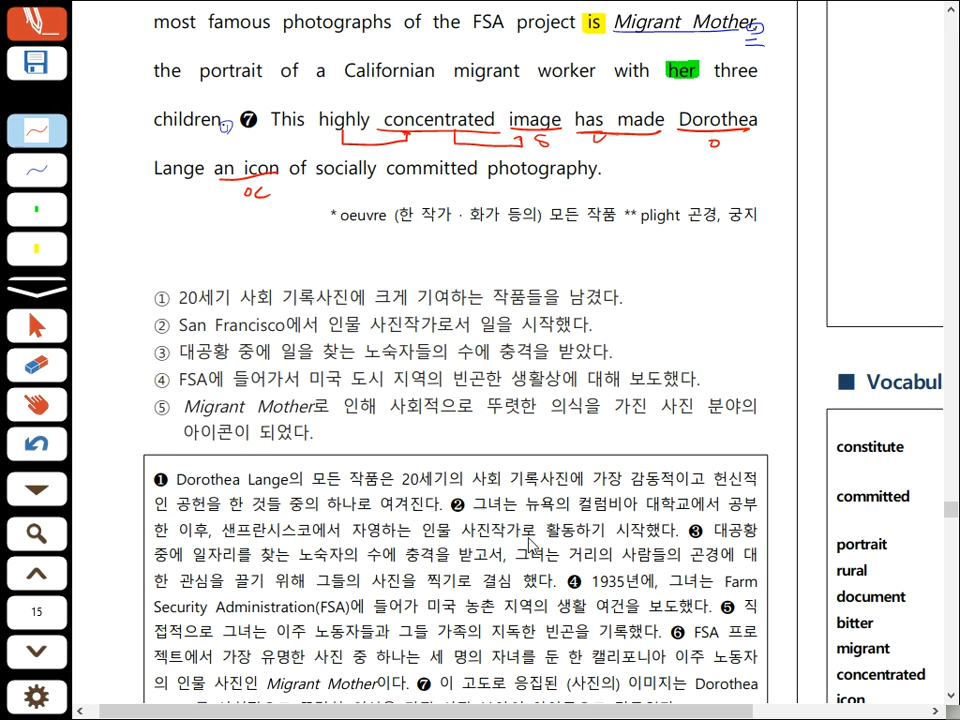 most famous photographs of the FSA project is Migrant Mother,
the portrait of a Californian migrant worker with her three
children. ❼ This highly concentrated image has made Dorothea
S V O
Lange an icon of socially committed photography.
OC
* oeuvre (한 작가 · 화가 등의) 모든 작품 ** plight 곤경, 궁지
① 20세기 사회 기록사진에 크게 기여하는 작품들을 남겼다.
② San Francisco에서 인물 사진작가로서 일을 시작했다.
③ 대공황 중에 일을 찾는 노숙자들의 수에 충격을 받았다.
④ FSA에 들어가서 미국 도시 지역의 빈곤한 생활상에 대해 보도했다.
⑤ Migrant Mother로 인해 사회적으로 뚜렷한 의식을 가진 사진 분야의
아이콘이 되었다.
❶ Dorothea Lange의 모든 작품은 20세기의 사회 기록사진에 가장 감동적이고 헌신적
인 공헌을 한 것들 중의 하나로 여겨진다. ❷ 그녀는 뉴욕의 컬럼비아 대학교에서 공부
한 이후, 샌프란시스코에서 자영하는 인물 사진작가로 활동하기 시작했다. ❸ 대공황
중에 일자리를 찾는 노숙자의 수에 충격을 받고서, 그녀는 거리의 사람들의 곤경에 대
한 관심을 끌기 위해 그들의 사진을 찍기로 결심 했다. ❹ 1935년에, 그녀는 Farm
Security Administration(FSA)에 들어가 미국 농촌 지역의 생활 여건을 보도했다. ❺ 직
접적으로 그녀는 이주 노동자들과 그들 가족의 지독한 빈곤을 기록했다. ❻ FSA 프로
젝트에서 가장 유명한 사진 중 하나는 세 명의 자녀를 둔 한 캘리포니아 이주 노동자
의 인물 사진인 Migrant Mother이다. ❼ 이 고도로 응집된 (사진의) 이미지는 Dorothea
■ Vocabul
constitute
committed
portrait
rural
document
bitter
migrant
concentrated
icon
15